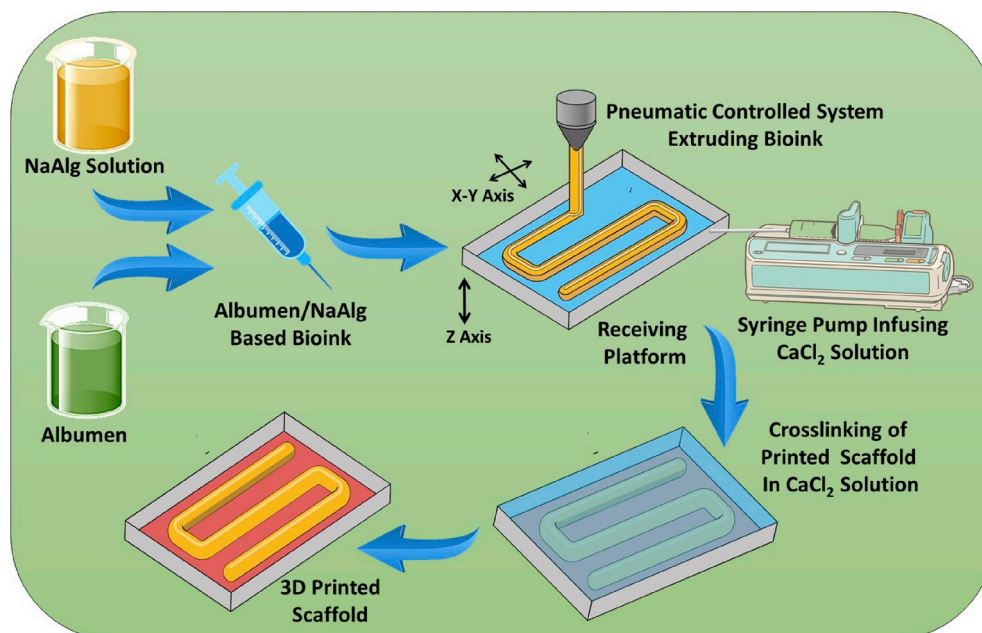 NaAlg Solution
Albumen
Albumen/NaAlg
Based Bioink
Pneumatic Controlled System
Extruding Bioink
X-Y Axis
Z Axis
Receiving
Platform
Syringe Pump Infusing
CaCl₂ Solution
Crosslinking of
Printed Scaffold
In CaCl₂ Solution
3D Printed
Scaffold